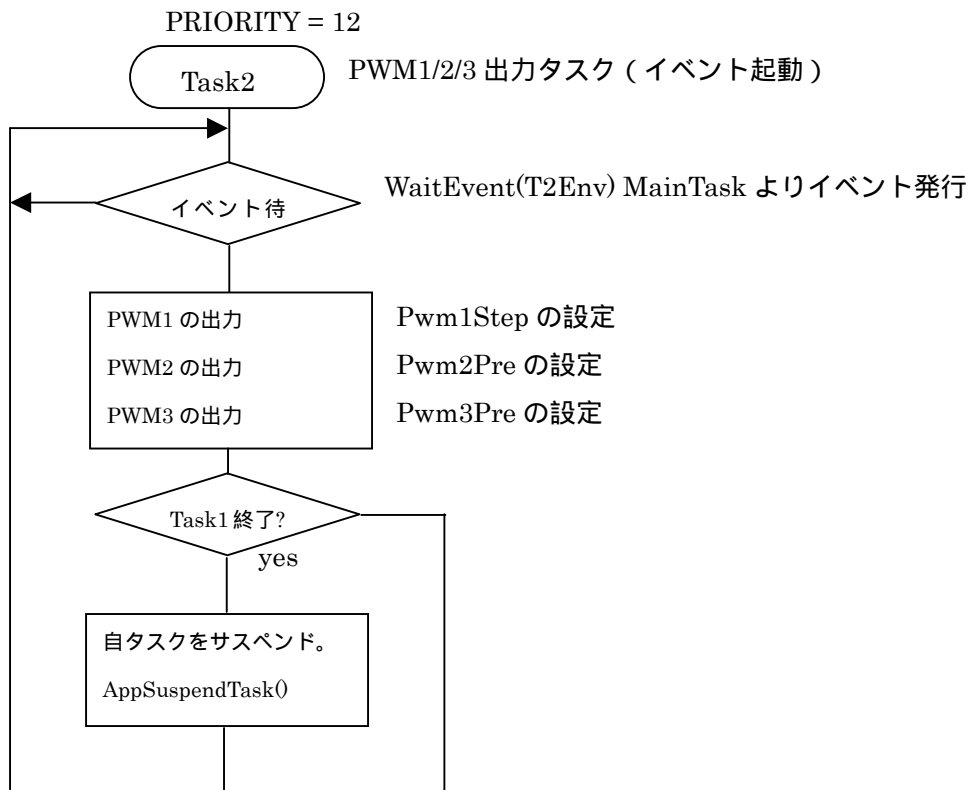 PRIORITY = 12
Task2
PWM1/2/3 出力タスク ( イベント起動 )
イベント待
WaitEvent(T2Env) MainTask よりイベント発行
PWM1 の出力
Pwm1Step の設定
PWM2 の出力
Pwm2Pre の設定
PWM3 の出力
Pwm3Pre の設定
Task1 終了?
yes
自タスクをサスペンド。
AppSuspendTask()